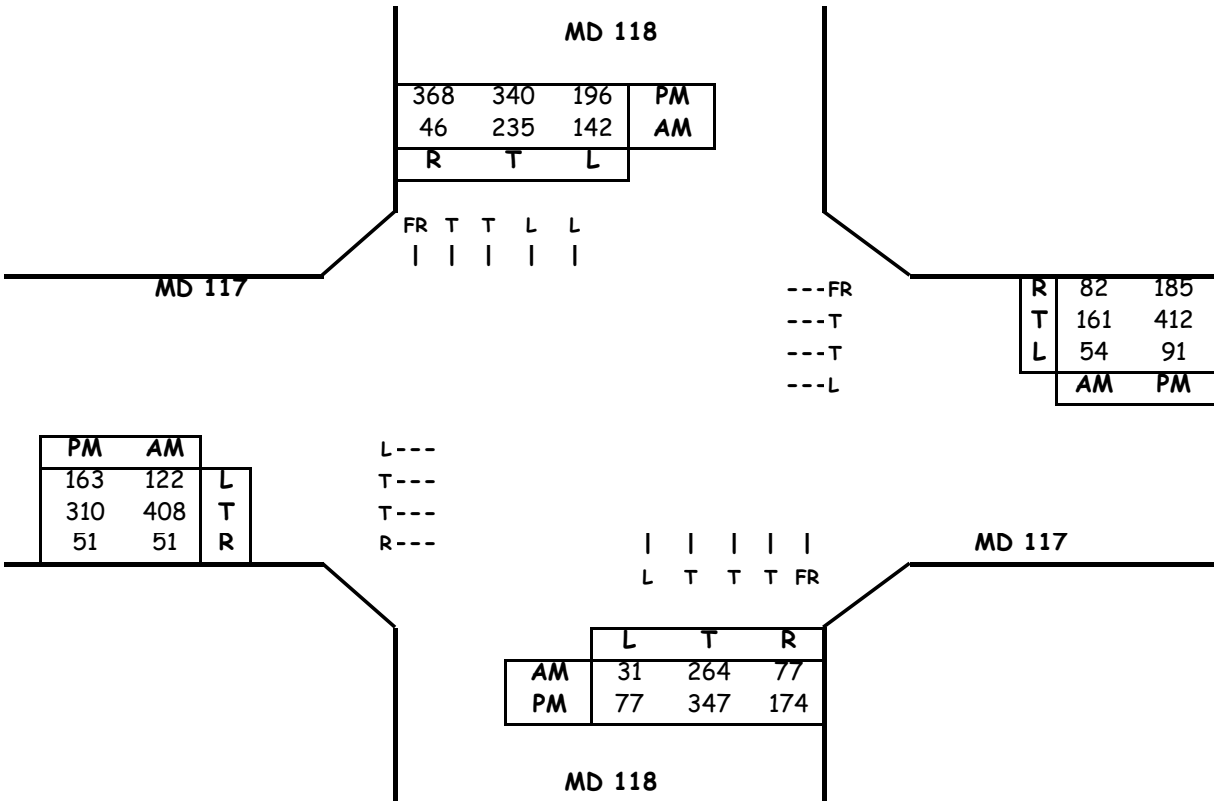 MD 118
368 340 196 PM
46 235 142 AM
R T L
FR T T L L
| | | | |
MD 117
---FR
---T
---T
---L
R 82 185
T 161 412
L 54 91
AM PM
PM AM
163 122 L
310 408 T
51 51 R
L---
T---
T---
R---
| | | | |
L T T T FR
MD 117
L T R
AM 31 264 77
PM 77 347 174
MD 118